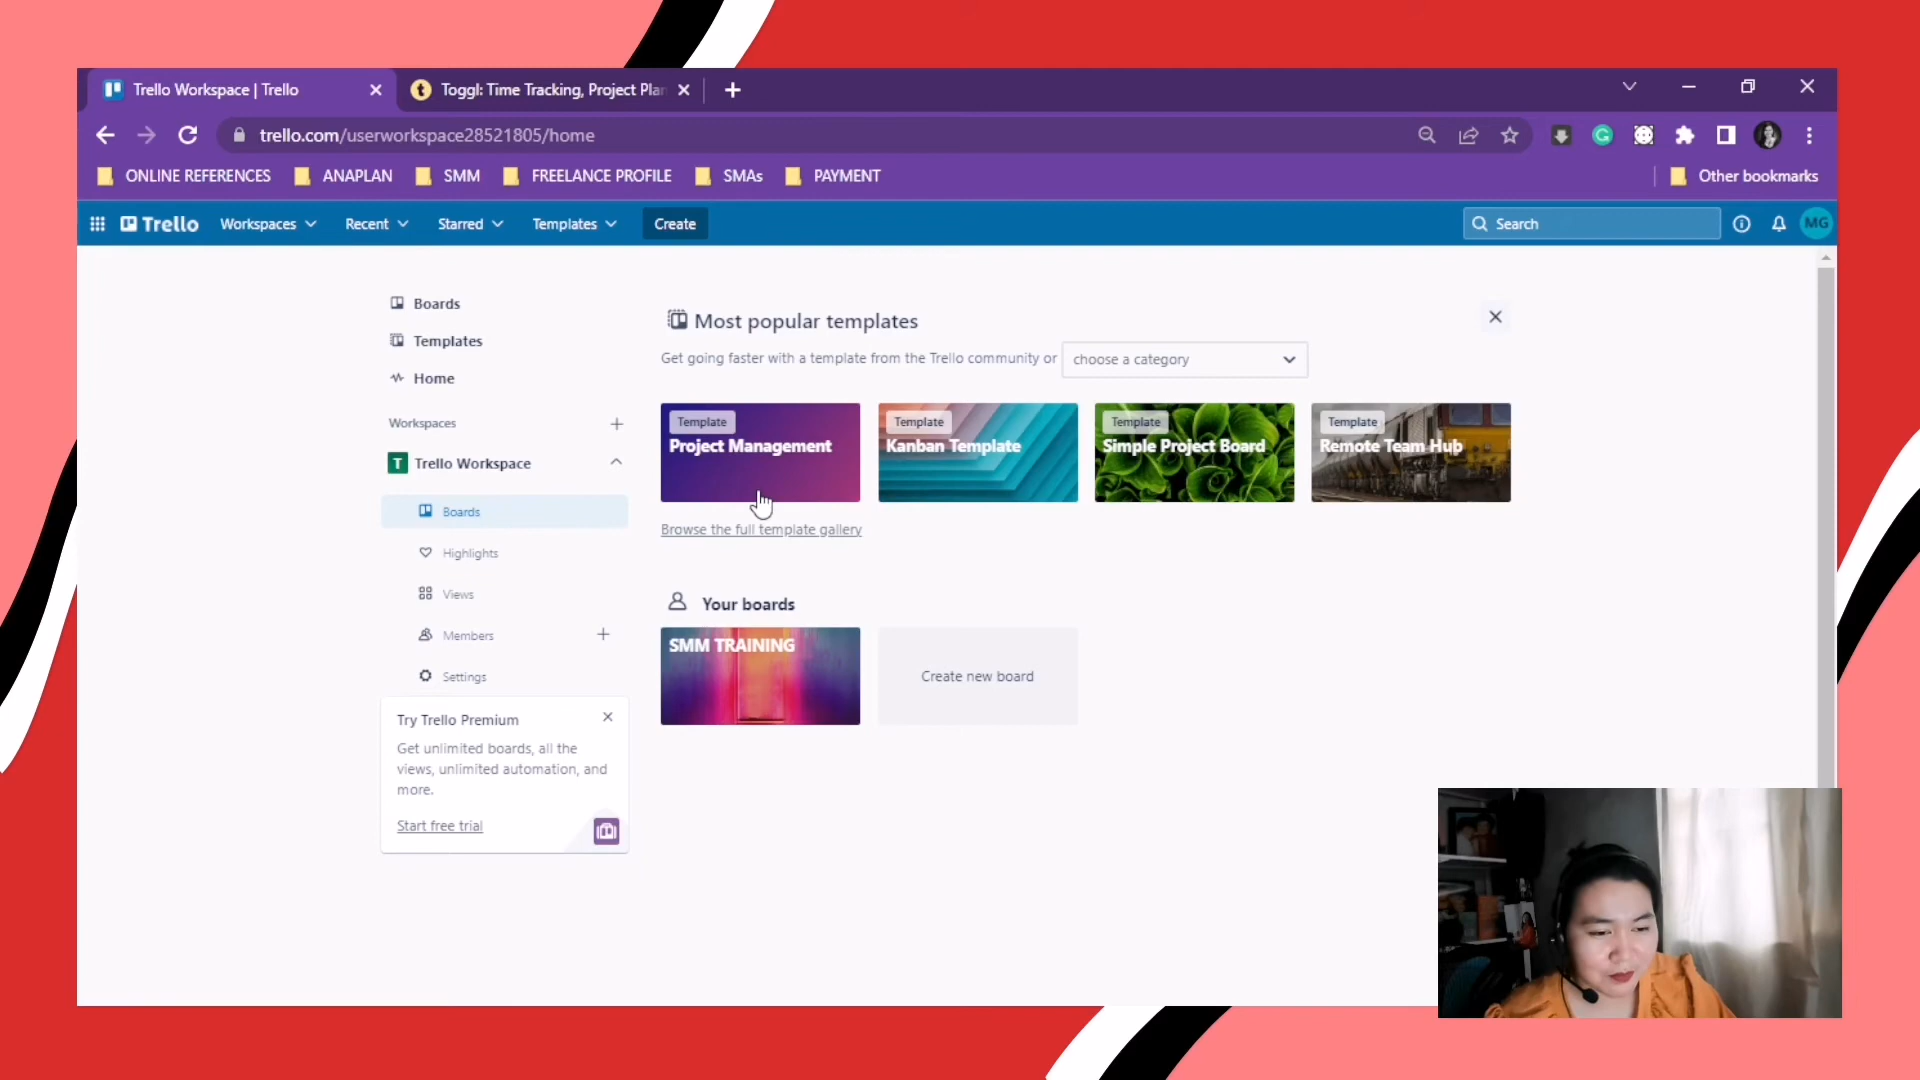 Trello Workspace | Trello
Toggl: Time Tracking, Project Plan
trello.com/userworkspace28521805/home
ONLINE REFERENCES
ANAPLAN
SMM
FREELANCE PROFILE
SMAs
PAYMENT
Other bookmarks
Trello
Workspaces
Recent
Starred
Templates
Create
Search
MG
Boards
Templates
Home
Workspaces
T Trello Workspace
Boards
Highlights
Views
Members
Settings
Try Trello Premium
Get unlimited boards, all the
views, unlimited automation, and
more.
Start free trial
Most popular templates
Get going faster with a template from the Trello community or
choose a category
Template
Project Management
Template
Kanban Template
Template
Simple Project Board
Template
Remote Team Hub
Browse the full template gallery
Your boards
SMM TRAINING
Create new board